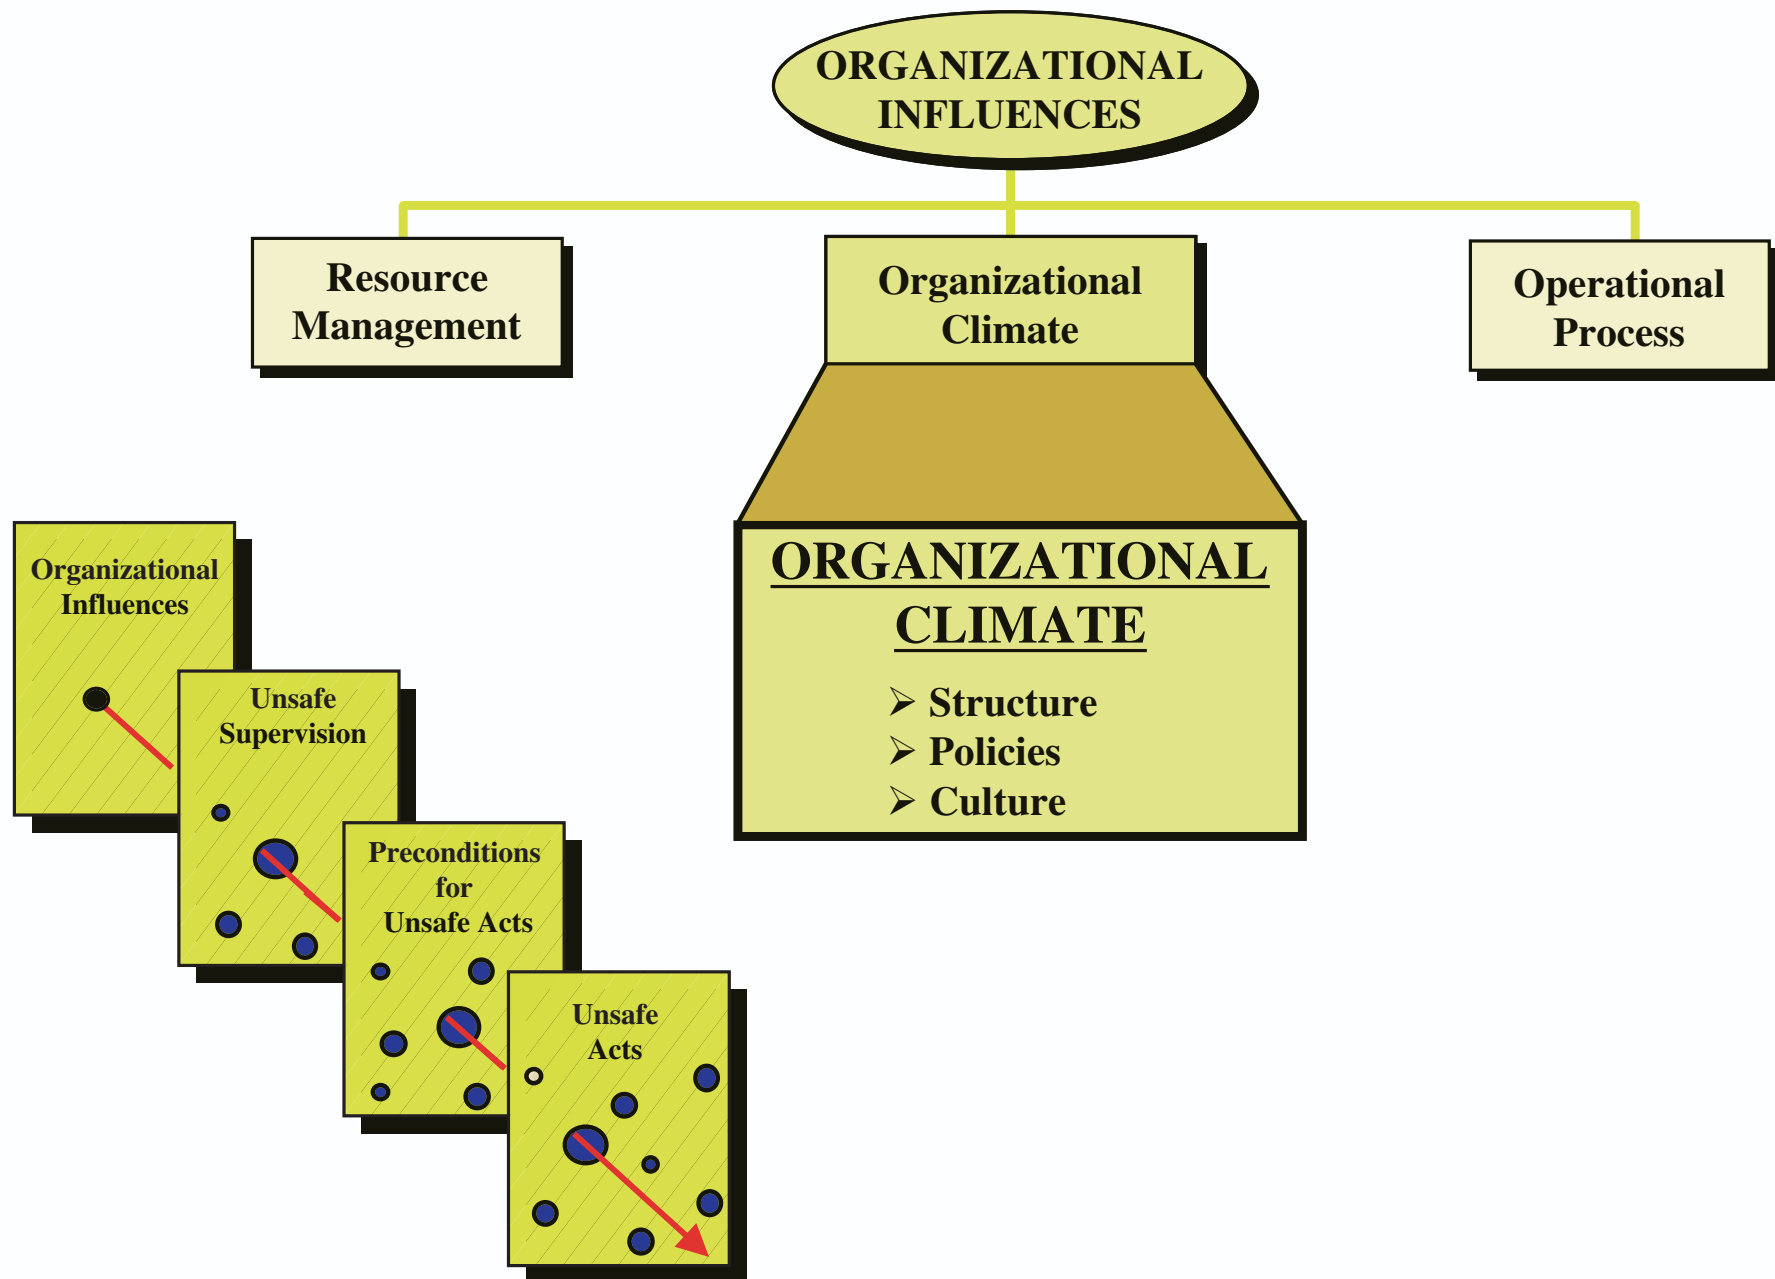 ORGANIZATIONAL
INFLUENCES
Resource
Management
Organizational
Climate
Operational
Process
ORGANIZATIONAL
CLIMATE
➢ Structure
➢ Policies
➢ Culture
Organizational
Influences
Unsafe
Supervision
Preconditions
for
Unsafe Acts
Unsafe
Acts